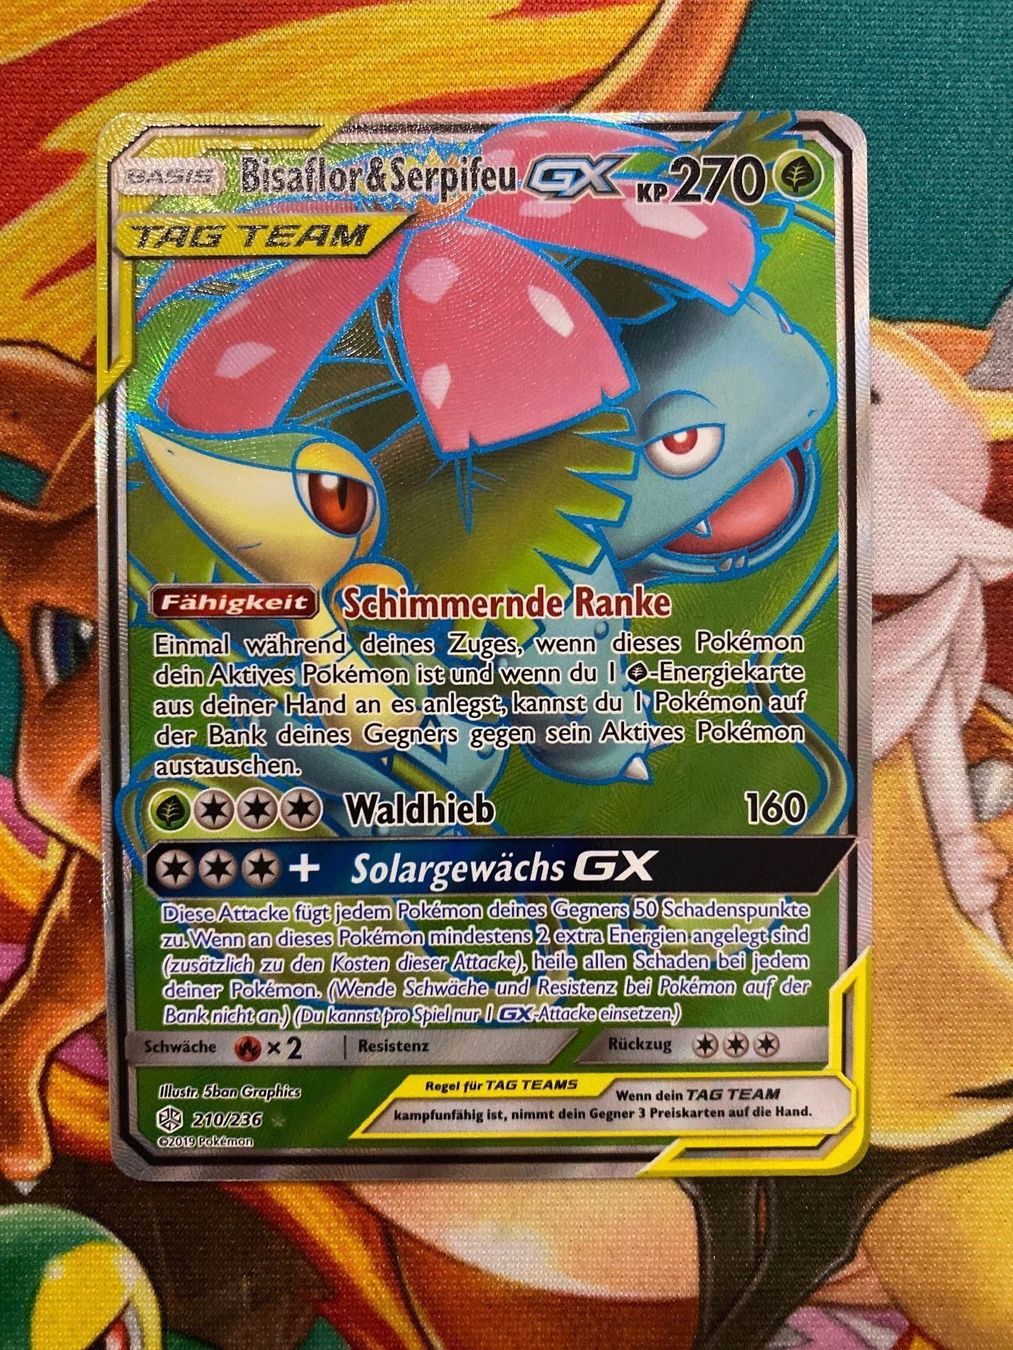 BASIS Bisaflor&Serpifeu GX KP 270
TAG TEAM
Fähigkeit Schimmernde Ranke
Einmal während deines Zuges, wenn dieses Pokémon
dein Aktives Pokémon ist und wenn du 1 -Energiekarte
aus deiner Hand an es anlegst, kannst du 1 Pokémon auf
der Bank deines Gegners gegen sein Aktives Pokémon
austauschen.
Waldhieb 160
+ Solargewächs GX
Diese Attacke fügt jedem Pokémon deines Gegners 50 Schadenspunkte
zu. Wenn an dieses Pokémon mindestens 2 extra Energien angelegt sind
(zusätzlich zu den Kosten dieser Attacke), heile allen Schaden bei jedem
deiner Pokémon. (Wende Schwäche und Resistenz bei Pokémon auf der
Bank nicht an.) (Du kannst pro Spiel nur 1 GX-Attacke einsetzen.)
Schwäche ×2 Resistenz Rückzug
Illustr. 5ban Graphics
210/236
©2019 Pokémon
Regel für TAG TEAMS
Wenn dein TAG TEAM
kampfunfähig ist, nimmt dein Gegner 3 Preiskarten auf die Hand.